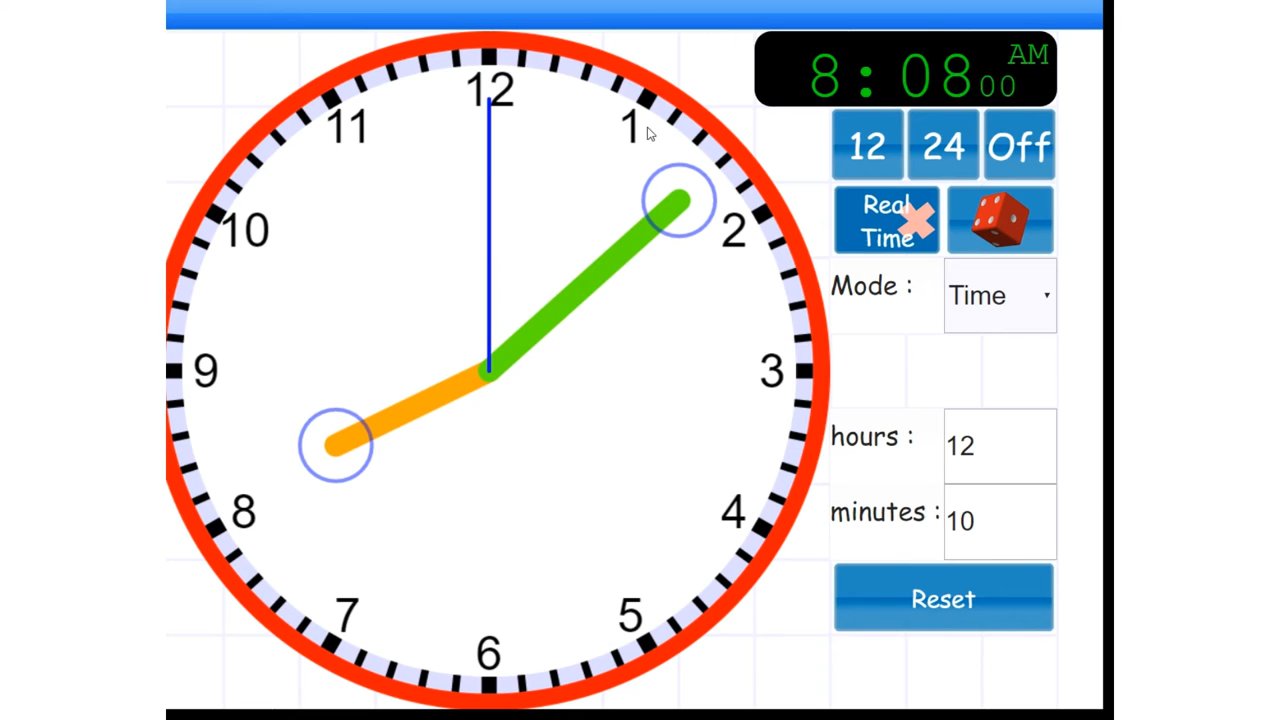 12
1
2
3
4
5
6
7
8
9
10
11
8:08 00 AM
12 24 Off
Real
Time
Mode :
Time
hours :
12
minutes :
10
Reset